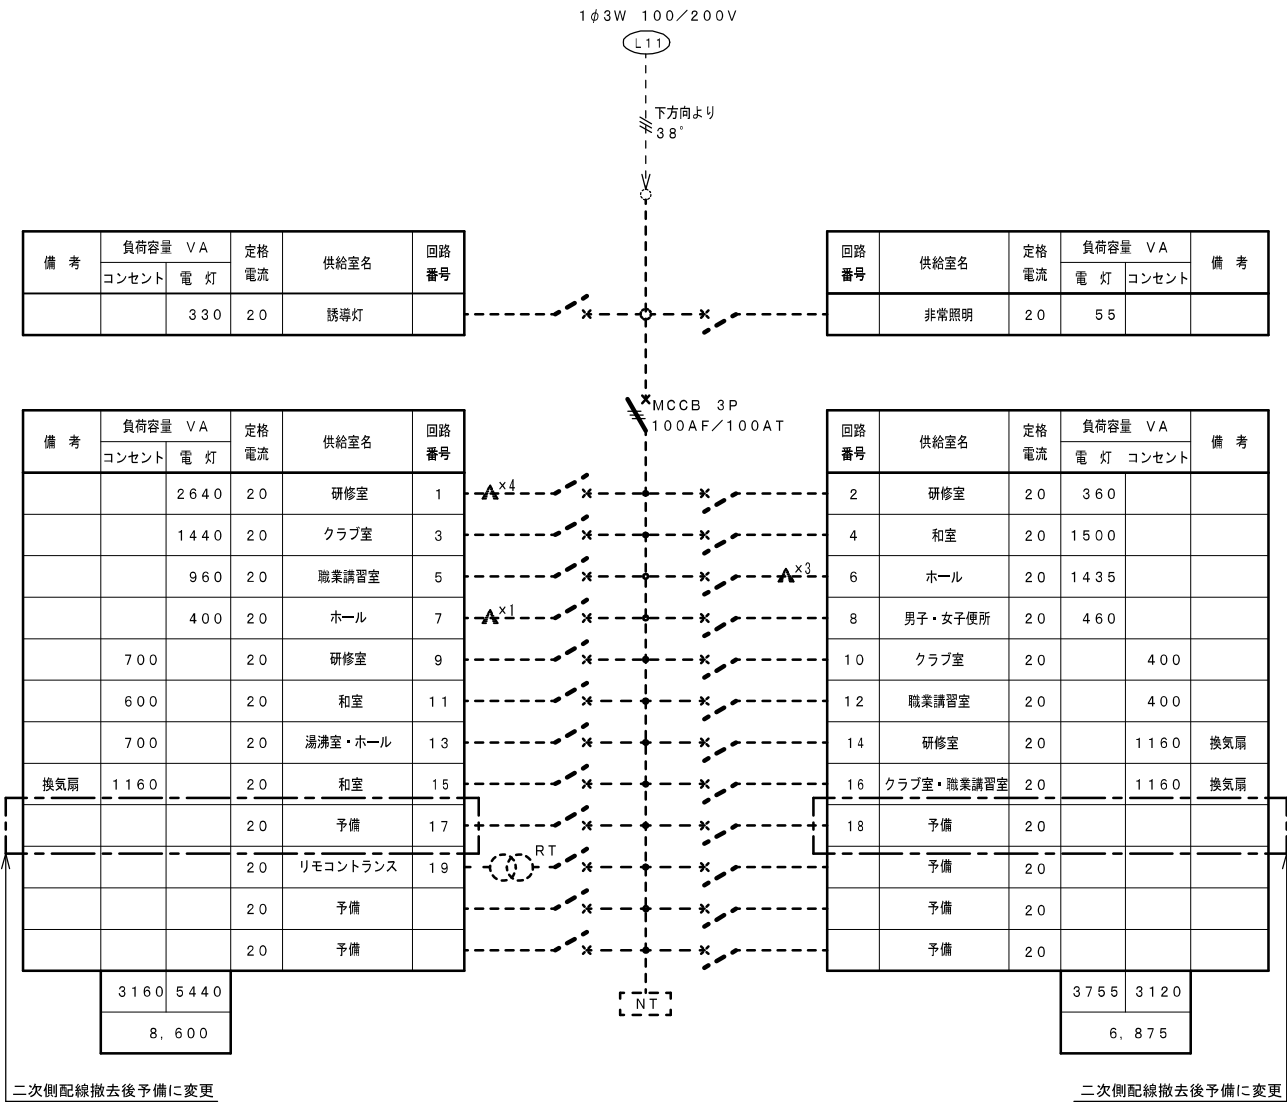 1φ3W 100/200V
L11
下方向より
38°
備 考 負荷容量 VA 定格電流 供給室名 回路番号
コンセント 電 灯
330 20 誘導灯
回路番号 供給室名 定格電流 負荷容量 VA 備 考
電 灯 コンセント
非常照明 20 55
MCCB 3P
100AF/100AT
備 考 負荷容量 VA 定格電流 供給室名 回路番号
コンセント 電 灯
2640 20 研修室 1 ×4
1440 20 クラブ室 3
960 20 職業講習室 5
400 20 ホール 7 ×1
700 20 研修室 9
600 20 和室 11
700 20 湯沸室・ホール 13
換気扇 1160 20 和室 15
20 予備 17
20 リモコントランス 19 RT
20 予備
20 予備
3160 5440
8,600
二次側配線撤去後予備に変更
回路番号 供給室名 定格電流 負荷容量 VA 備 考
電 灯 コンセント
2 研修室 20 360
4 和室 20 1500
×3 6 ホール 20 1435
8 男子・女子便所 20 460
10 クラブ室 20 400
12 職業講習室 20 400
14 研修室 20 1160 換気扇
16 クラブ室・職業講習室 20 1160 換気扇
18 予備 20
予備 20
予備 20
予備 20
3755 3120
6,875
NT
二次側配線撤去後予備に変更